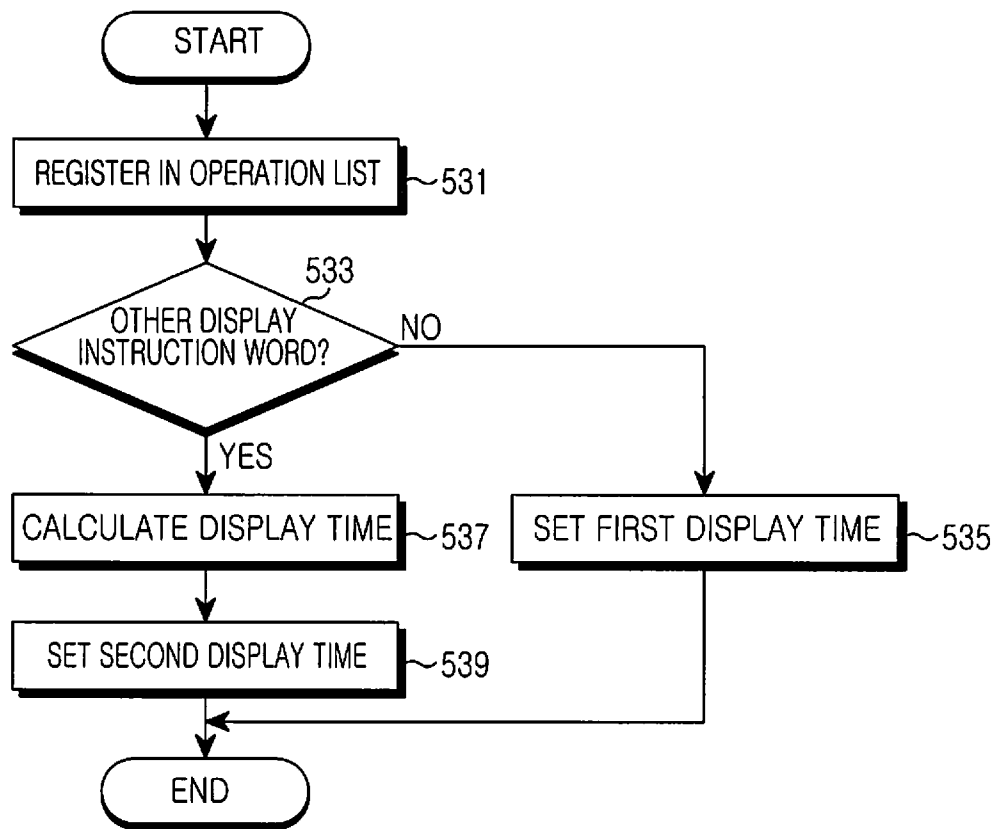 START
REGISTER IN OPERATION LIST
531
533
OTHER DISPLAY
INSTRUCTION WORD?
NO
YES
CALCULATE DISPLAY TIME
537
SET FIRST DISPLAY TIME
535
SET SECOND DISPLAY TIME
539
END